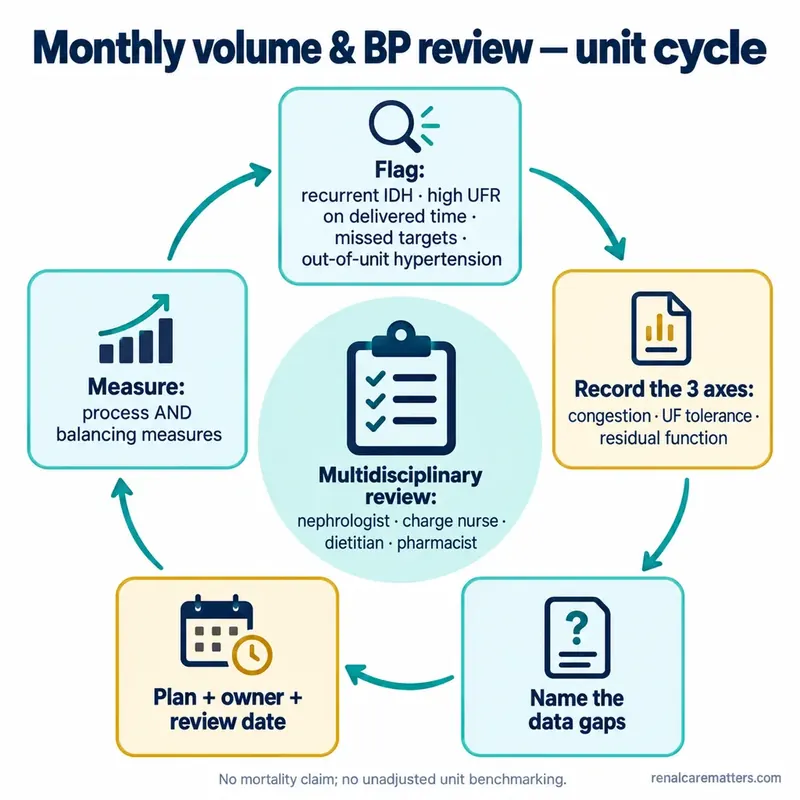 Monthly volume & BP review — unit cycle
Flag:
recurrent IDH · high UFR
on delivered time ·
missed targets ·
out-of-unit hypertension
Record the 3 axes:
congestion · UF tolerance ·
residual function
Name the
data gaps
Plan + owner +
review date
Measure:
process AND
balancing measures
Multidisciplinary
review:
nephrologist · charge nurse ·
dietitian · pharmacist
?
No mortality claim; no unadjusted unit benchmarking.
renalcarematters.com